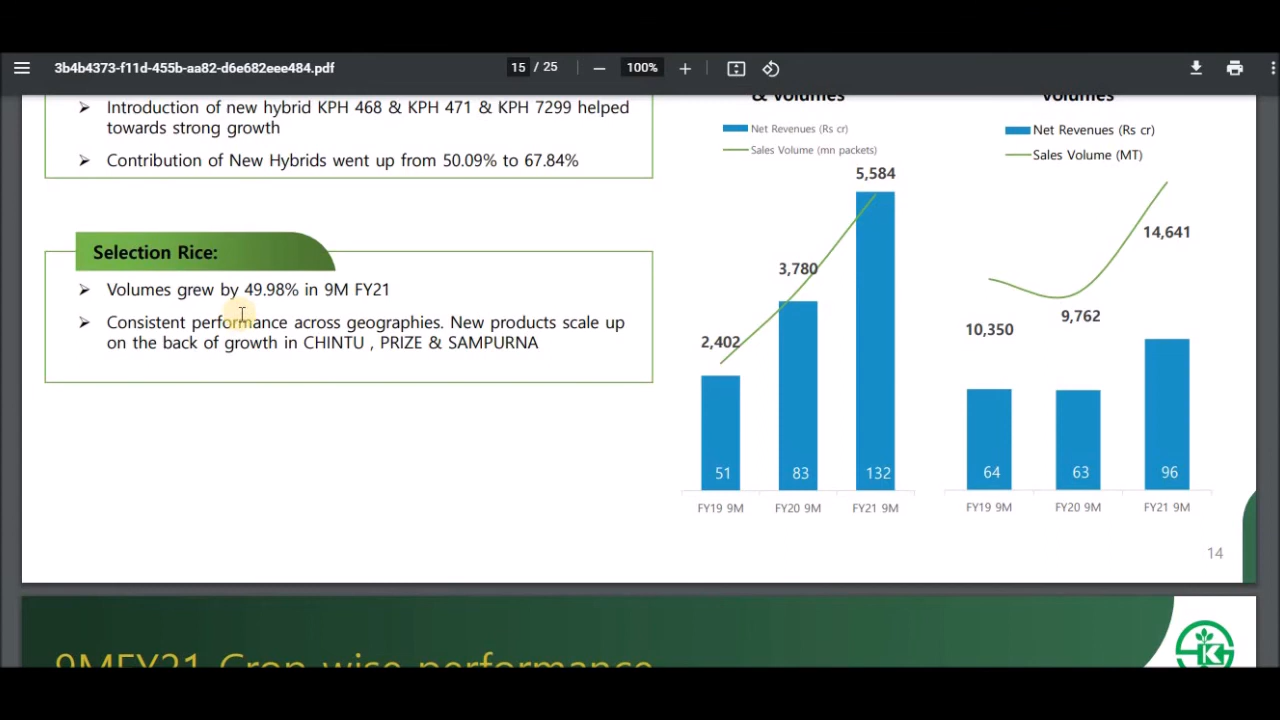 3b4b4373-f11d-455b-aa82-d6e682eee484.pdf
15 / 25
100%
Introduction of new hybrid KPH 468 & KPH 471 & KPH 7299 helped
towards strong growth
Contribution of New Hybrids went up from 50.09% to 67.84%
Selection Rice:
Volumes grew by 49.98% in 9M FY21
Consistent performance across geographies. New products scale up
on the back of growth in CHINTU , PRIZE & SAMPURNA
& Volumes
Net Revenues (Rs cr)
Sales Volume (mn packets)
5,584
3,780
2,402
51
83
132
FY19 9M
FY20 9M
FY21 9M
Volumes
Net Revenues (Rs cr)
Sales Volume (MT)
14,641
10,350
9,762
64
63
96
FY19 9M
FY20 9M
FY21 9M
14
9MFY21 Crop wise performance